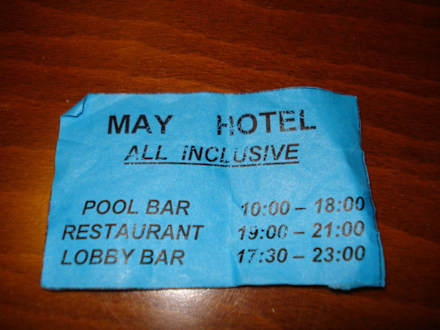 MAY HOTEL
ALL INCLUSIVE
POOL BAR 10:00 – 18:00
RESTAURANT 19:00 – 21:00
LOBBY BAR 17:30 – 23:00